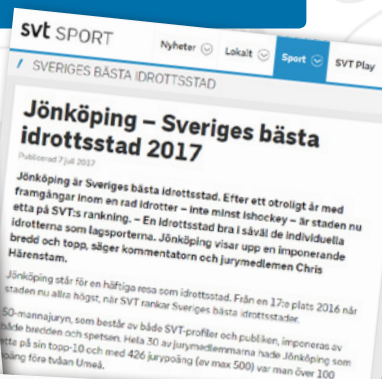 svt SPORT
Nyheter
Lokalt
Sport
SVT Play
/ SVERIGES BÄSTA IDROTTSSTAD
Jönköping – Sveriges bästa
idrottsstad 2017
Publicerad 7 juli 2017
Jönköping är Sveriges bästa idrottsstad. Efter ett otroligt år med
framgångar inom en rad idrotter – inte minst ishockey – är staden nu
etta på SVT:s rankning. – En idrottsstad bra i såväl de individuella
idrotterna som lagsporterna. Jönköping visar upp en imponerande
bredd och topp, säger kommentatorn och jurymedlemen Chris
Härenstam.
Jönköping står för en häftiga resa som idrottsstad. Från en 17:e plats 2016 når
staden nu allra högst, när SVT rankar Sveriges bästa idrottsstäder.
50-mannajuryn, som består av både SVT-profiler och publiken, imponeras av
både bredden och spetsen. Hela 30 av jurymedlemmarna hade Jönköping som
etta på sin topp-10 och med 426 jurypoäng (av max 500) var man över 100
poäng före tvåan Umeå.